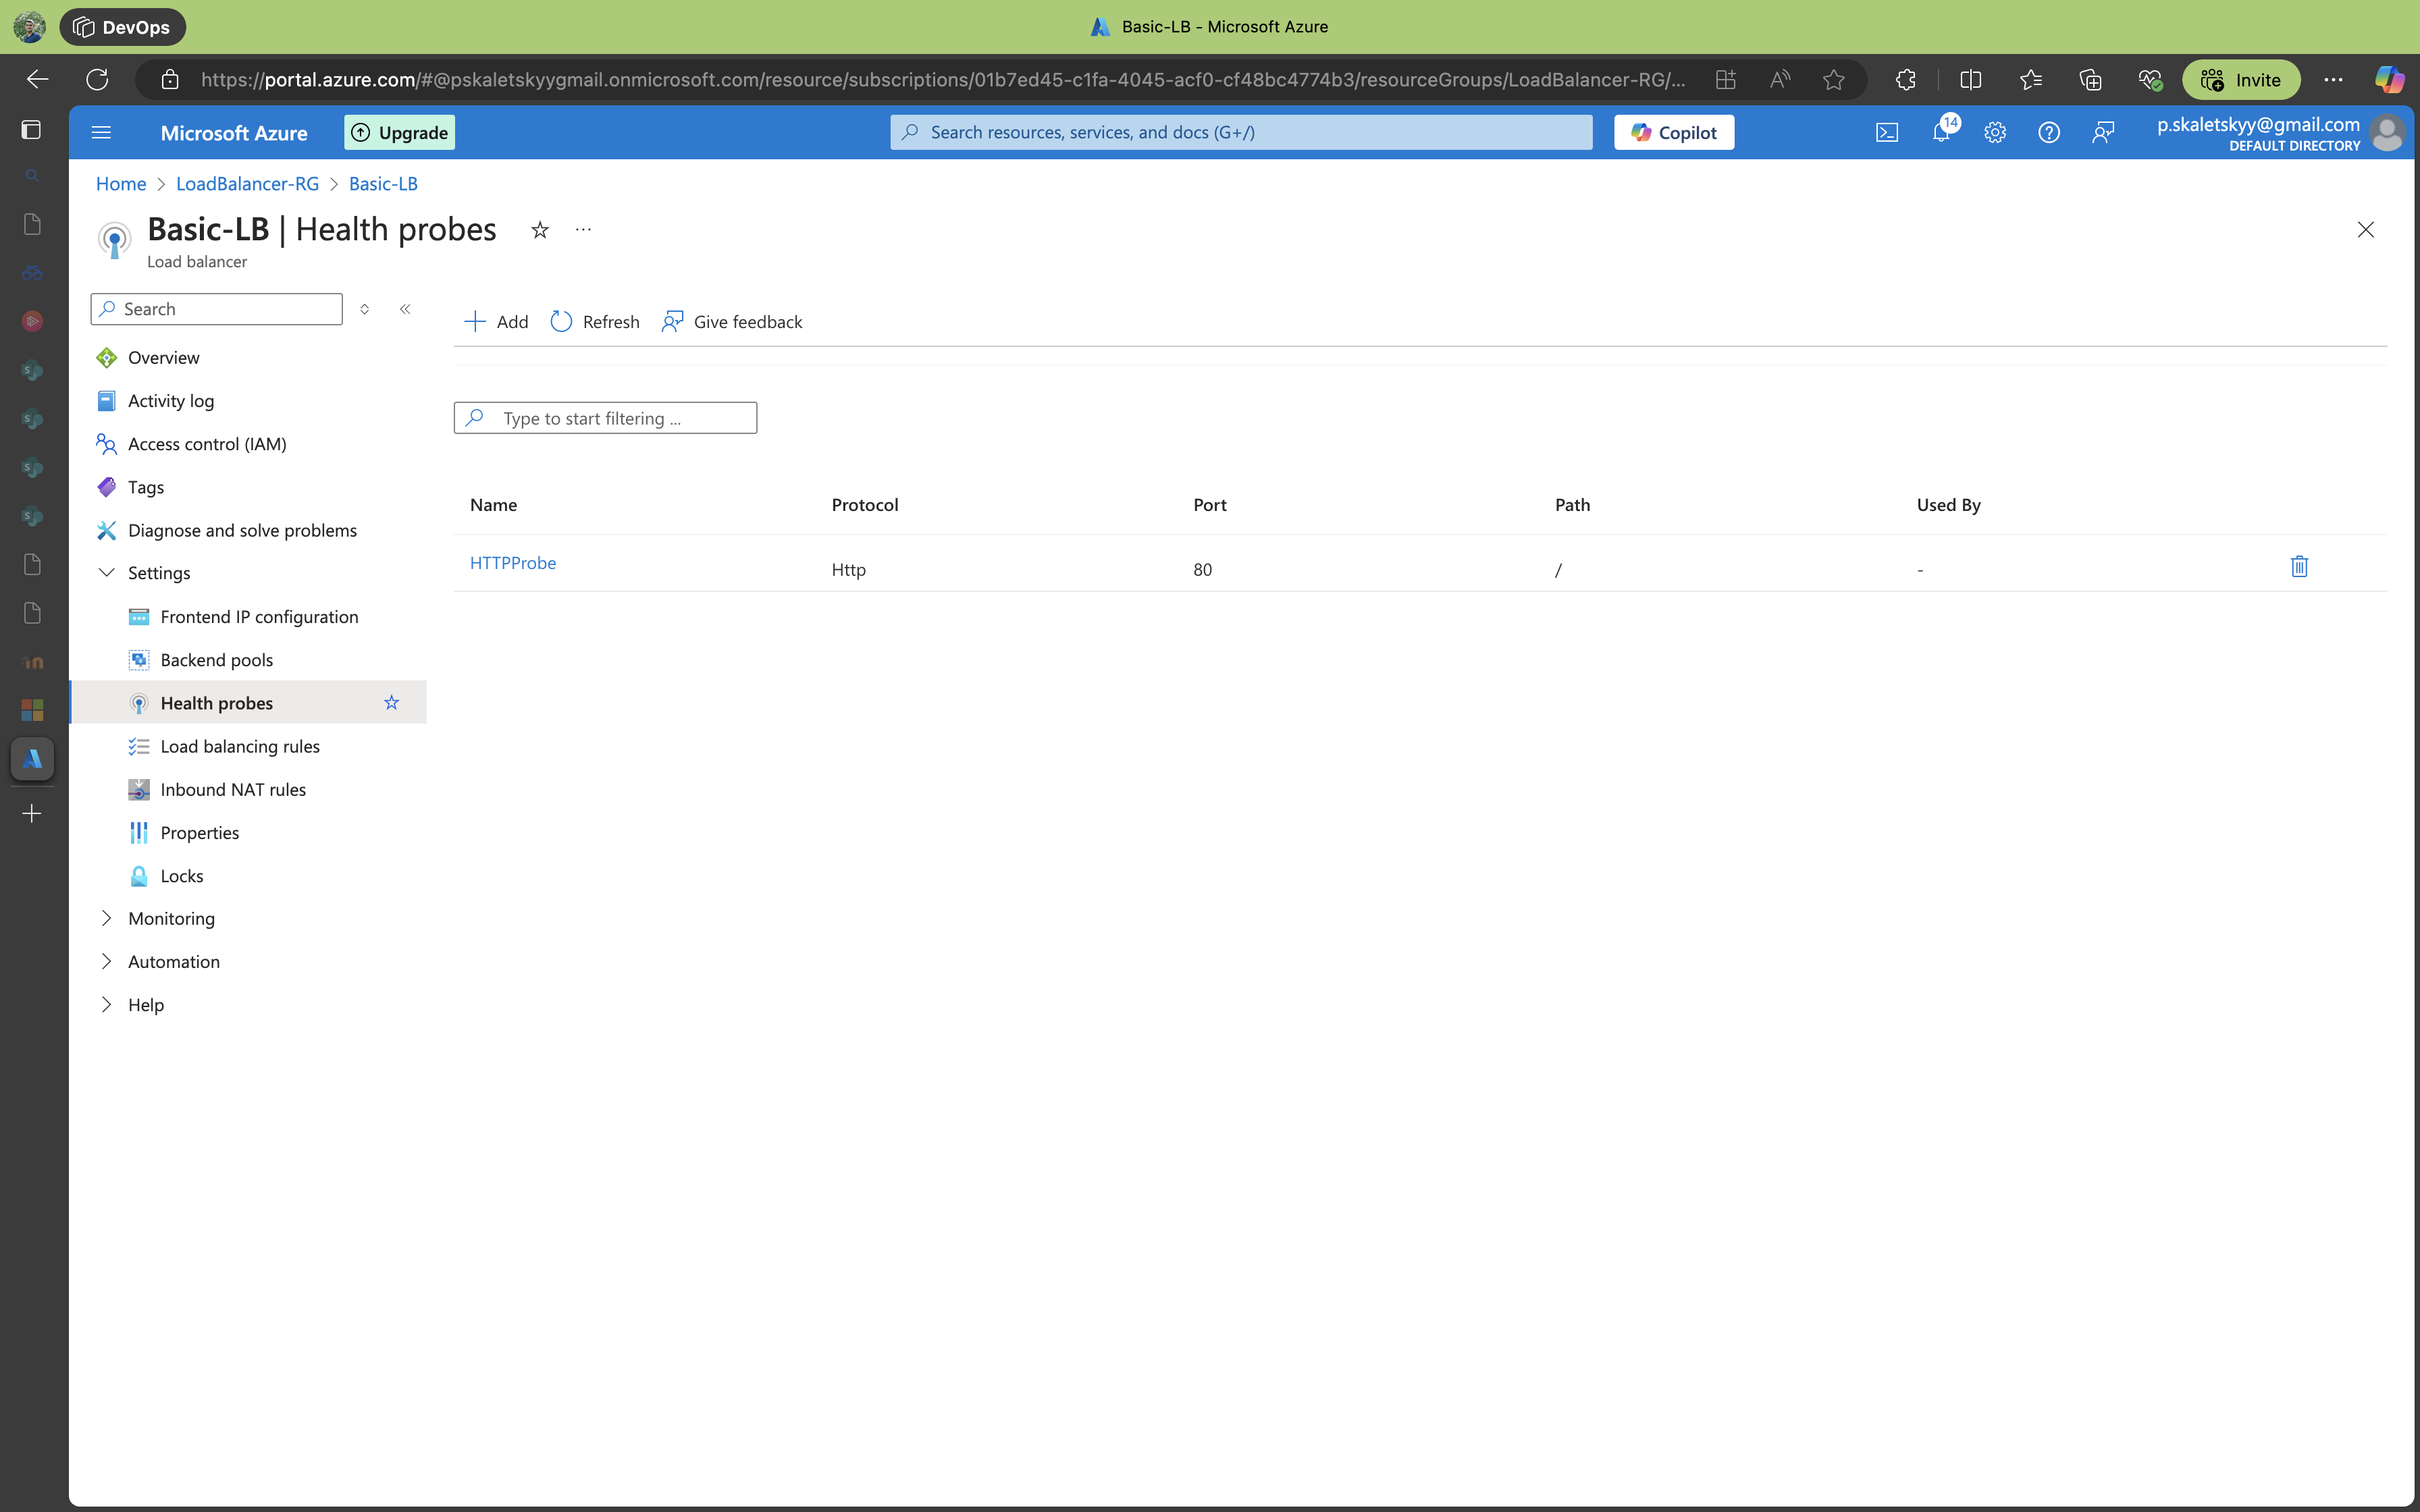 DevOps
Basic-LB - Microsoft Azure
https://portal.azure.com/#@pskaletskyygmail.onmicrosoft.com/resource/subscriptions/01b7ed45-c1fa-4045-acf0-cf48bc4774b3/resourceGroups/LoadBalancer-RG/...
Invite
Microsoft Azure
Upgrade
Search resources, services, and docs (G+/)
Copilot
14
p.skaletskyy@gmail.com
DEFAULT DIRECTORY
Home > LoadBalancer-RG > Basic-LB
Basic-LB | Health probes
Load balancer
Search
Add
Refresh
Give feedback
Overview
Activity log
Access control (IAM)
Tags
Diagnose and solve problems
Settings
Frontend IP configuration
Backend pools
Health probes
Load balancing rules
Inbound NAT rules
Properties
Locks
Monitoring
Automation
Help
Type to start filtering ...
Name Protocol Port Path Used By
HTTPProbe Http 80 / -